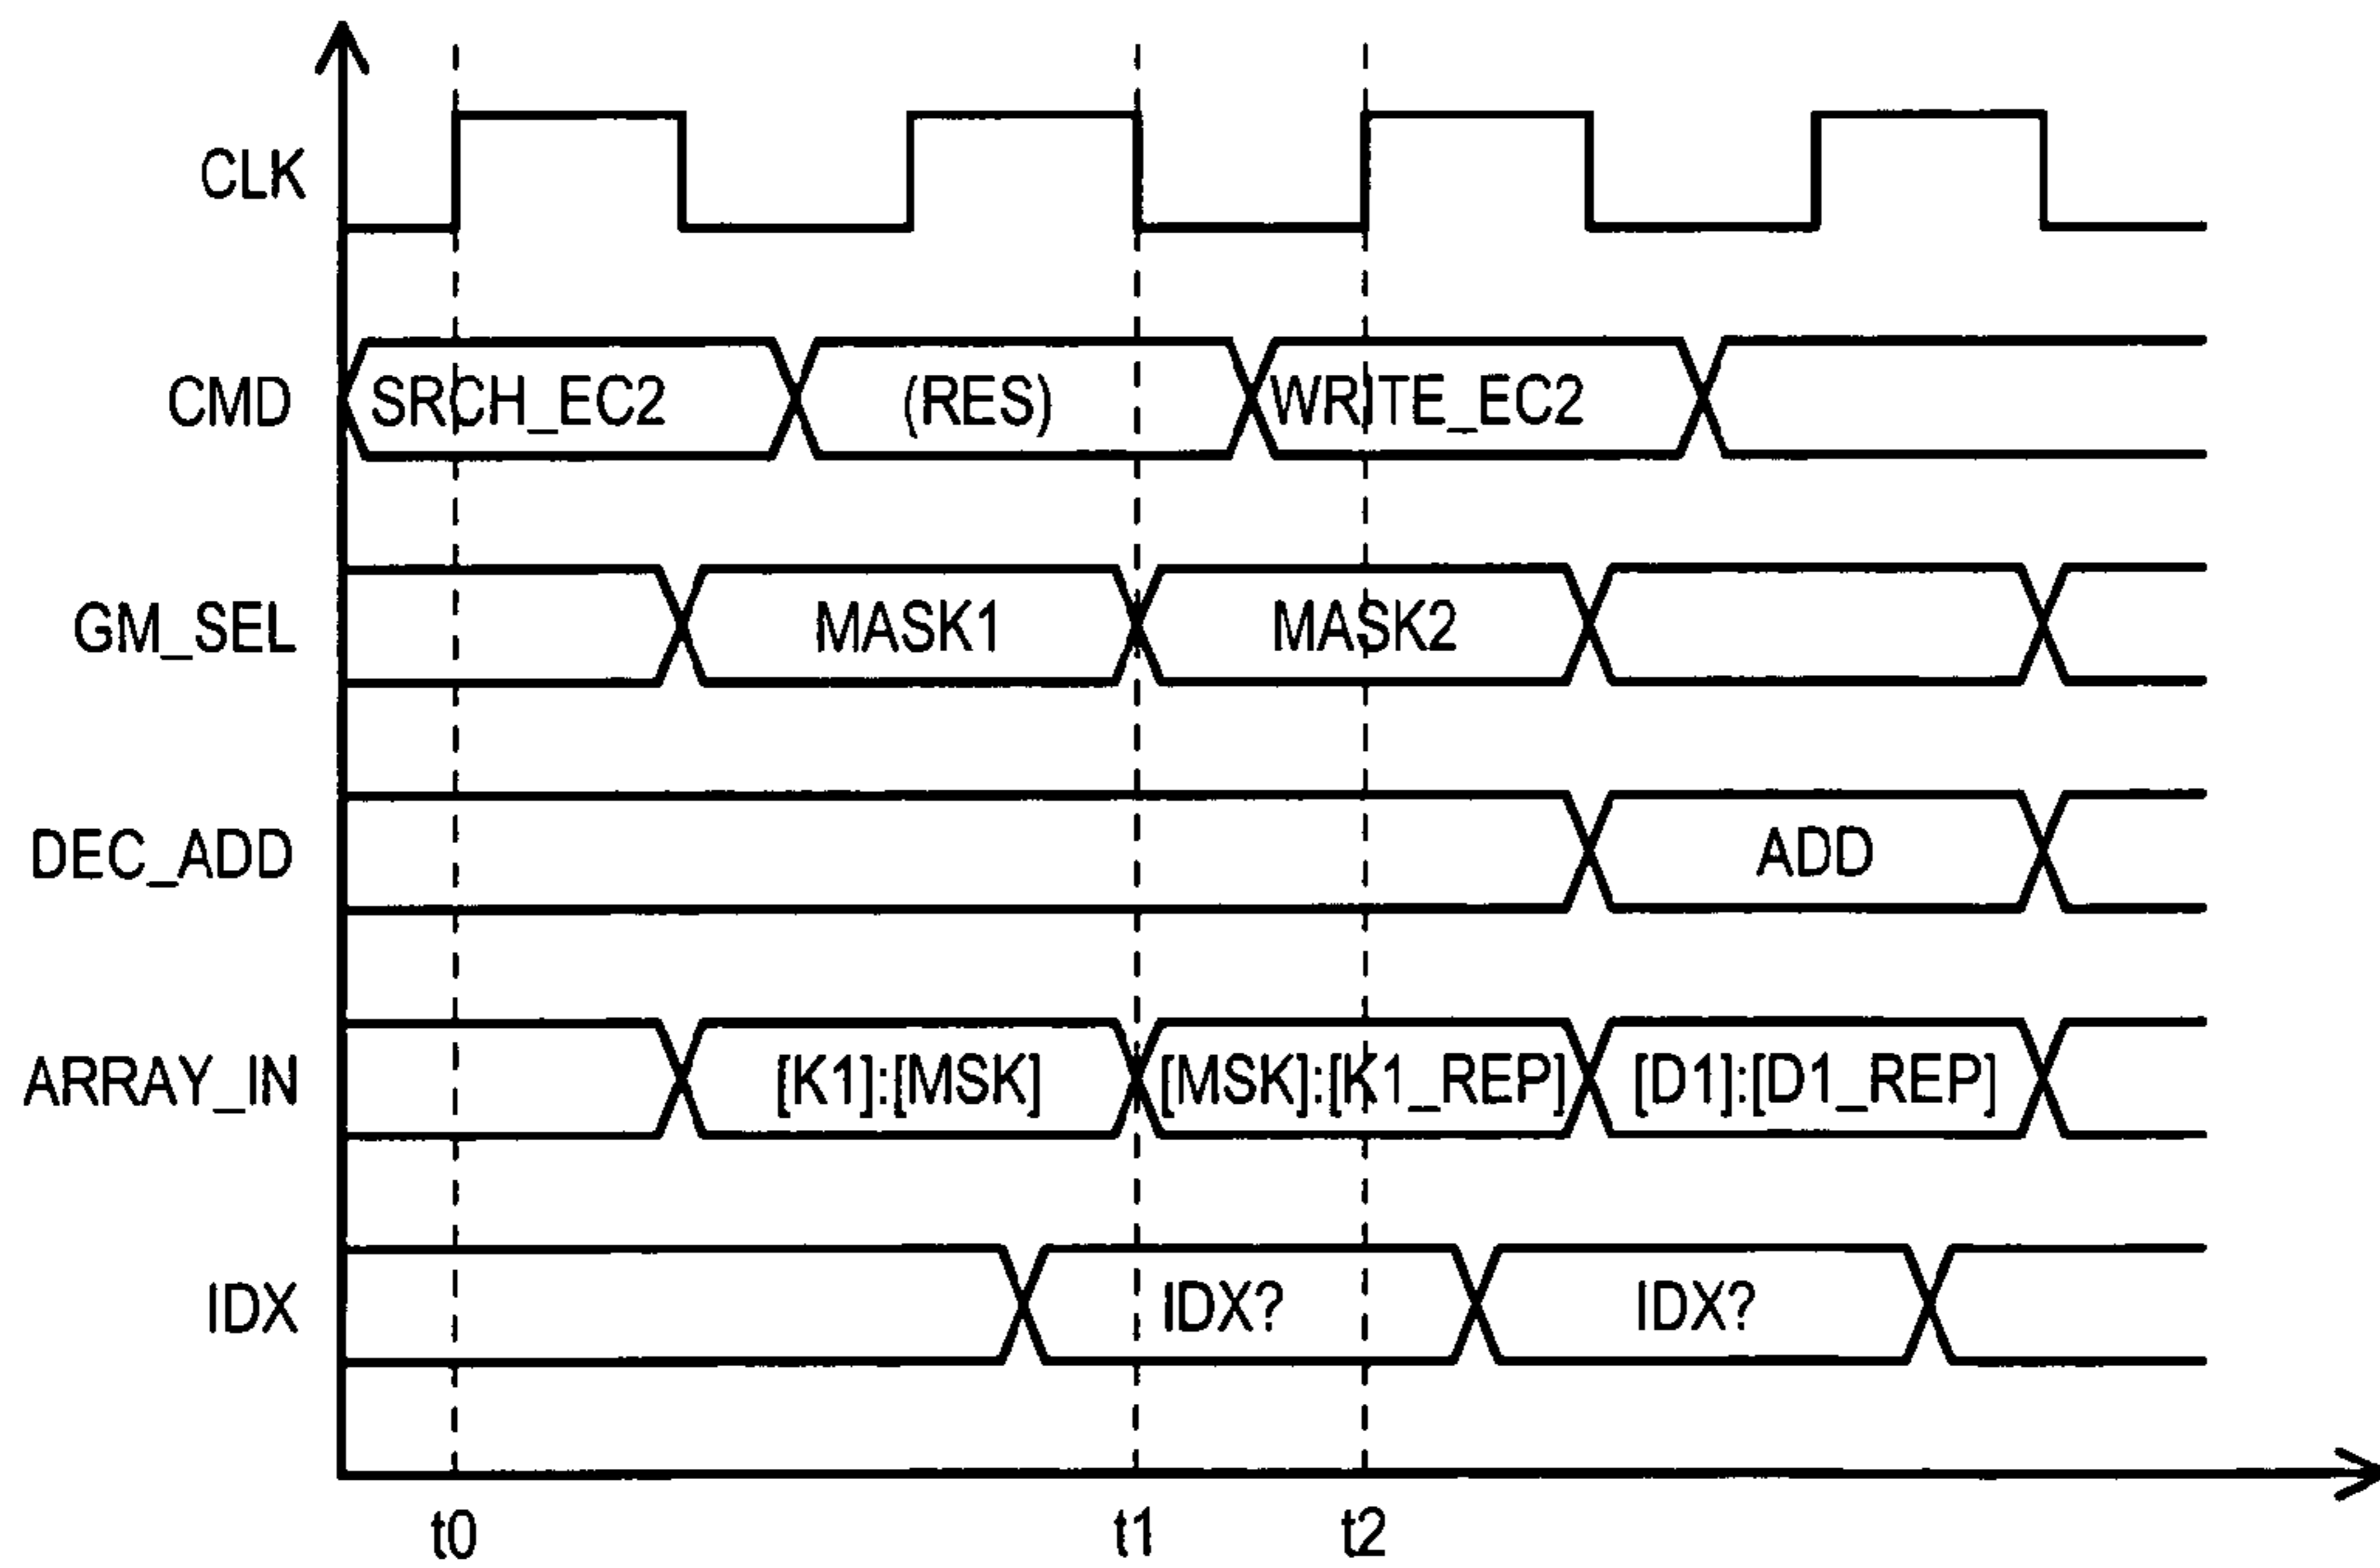 CLK
CMD SRCH_EC2 (RES) WRITE_EC2
GM_SEL MASK1 MASK2
DEC_ADD ADD
ARRAY_IN [K1]:[MSK] [MSK]:[K1_REP] [D1]:[D1_REP]
IDX IDX? IDX?
t0 t1 t2